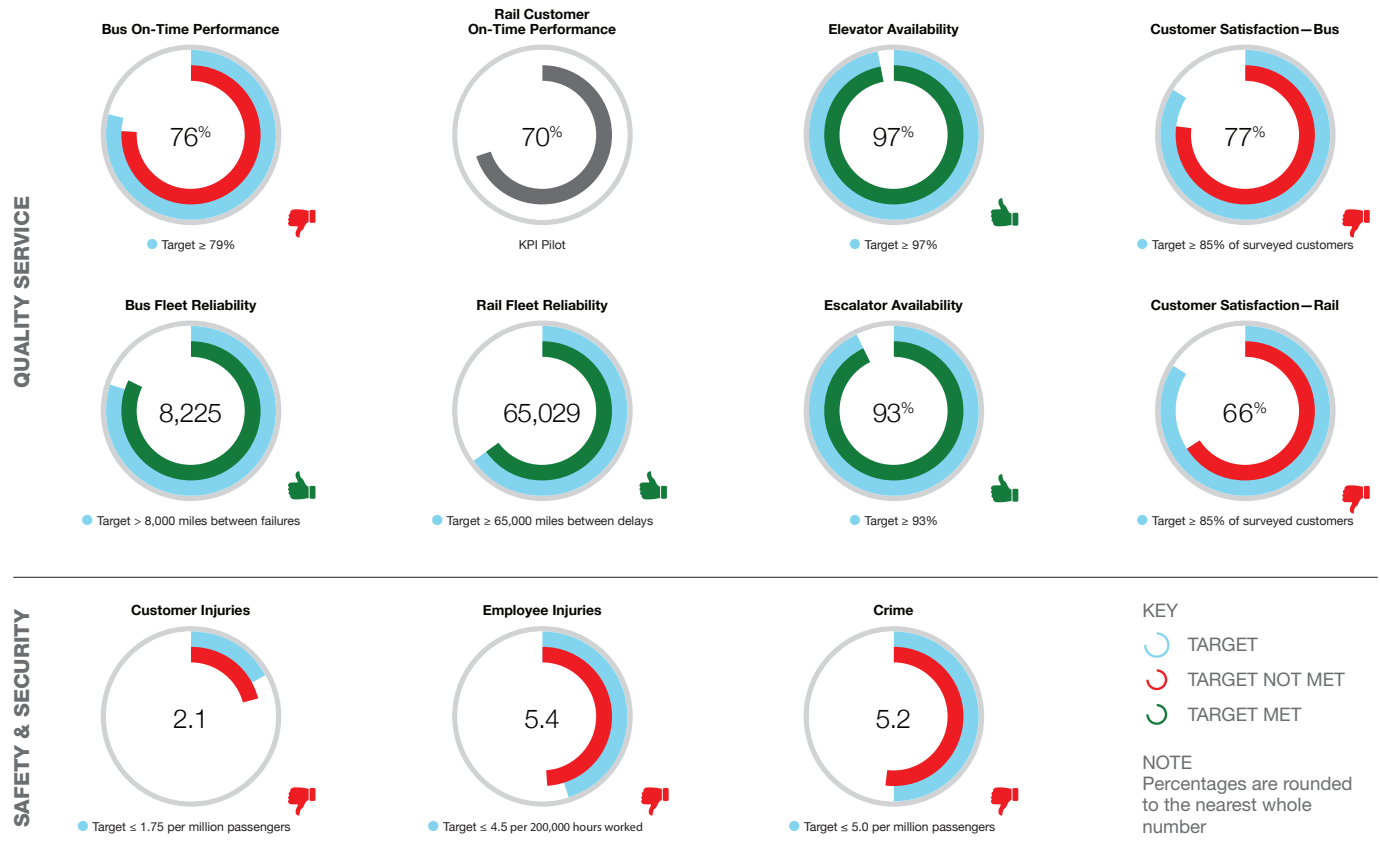 QUALITY SERVICE
Bus On-Time Performance
76%
Target ≥ 79%
Rail Customer
On-Time Performance
70%
KPI Pilot
Elevator Availability
97%
Target ≥ 97%
Customer Satisfaction—Bus
77%
Target ≥ 85% of surveyed customers
Bus Fleet Reliability
8,225
Target > 8,000 miles between failures
Rail Fleet Reliability
65,029
Target ≥ 65,000 miles between delays
Escalator Availability
93%
Target ≥ 93%
Customer Satisfaction—Rail
66%
Target ≥ 85% of surveyed customers
SAFETY & SECURITY
Customer Injuries
2.1
Target ≤ 1.75 per million passengers
Employee Injuries
5.4
Target ≤ 4.5 per 200,000 hours worked
Crime
5.2
Target ≤ 5.0 per million passengers
KEY
TARGET
TARGET NOT MET
TARGET MET
NOTE
Percentages are rounded
to the nearest whole
number